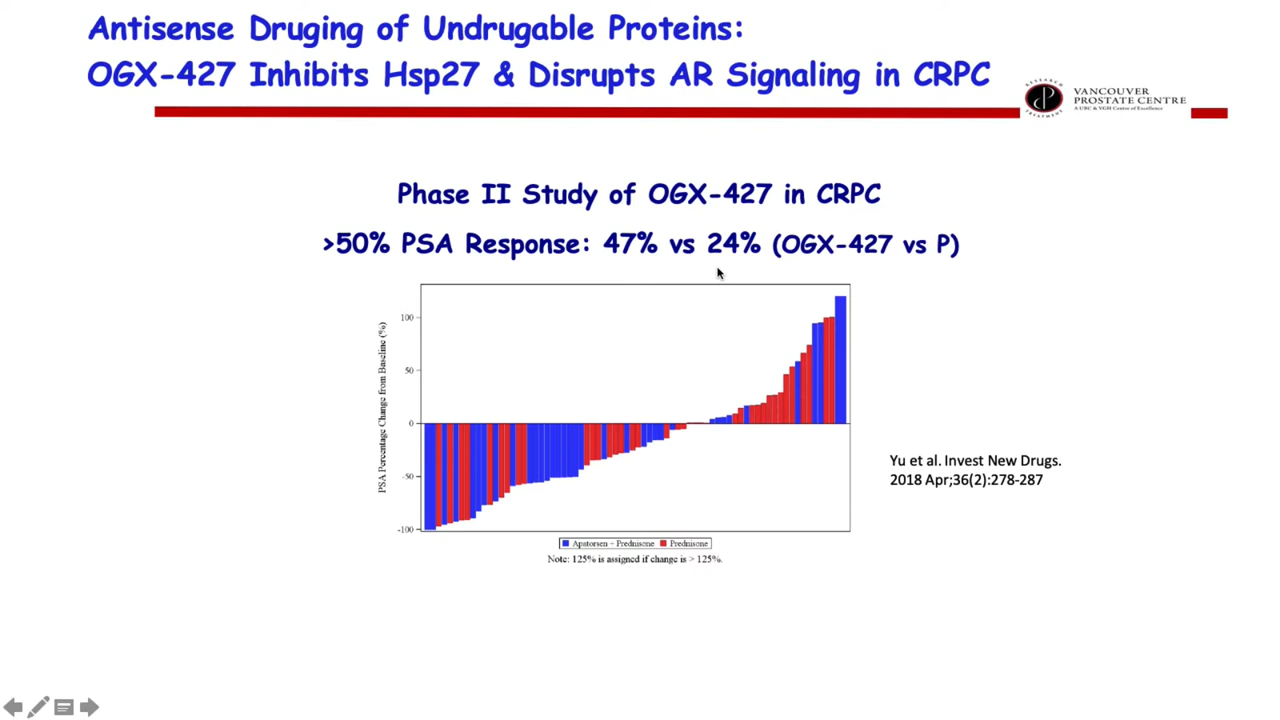 Antisense Druging of Undrugable Proteins:
OGX-427 Inhibits Hsp27 & Disrupts AR Signaling in CRPC
RESEARCH
TREATMENT
VANCOUVER
PROSTATE CENTRE
A UBC & VGH Centre of Excellence
Phase II Study of OGX-427 in CRPC
>50% PSA Response: 47% vs 24% (OGX-427 vs P)
PSA Percentage Change from Baseline (%)
100
50
0
-50
-100
Apatorsen + Prednisone Prednisone
Note: 125% is assigned if change is > 125%.
Yu et al. Invest New Drugs.
2018 Apr;36(2):278-287